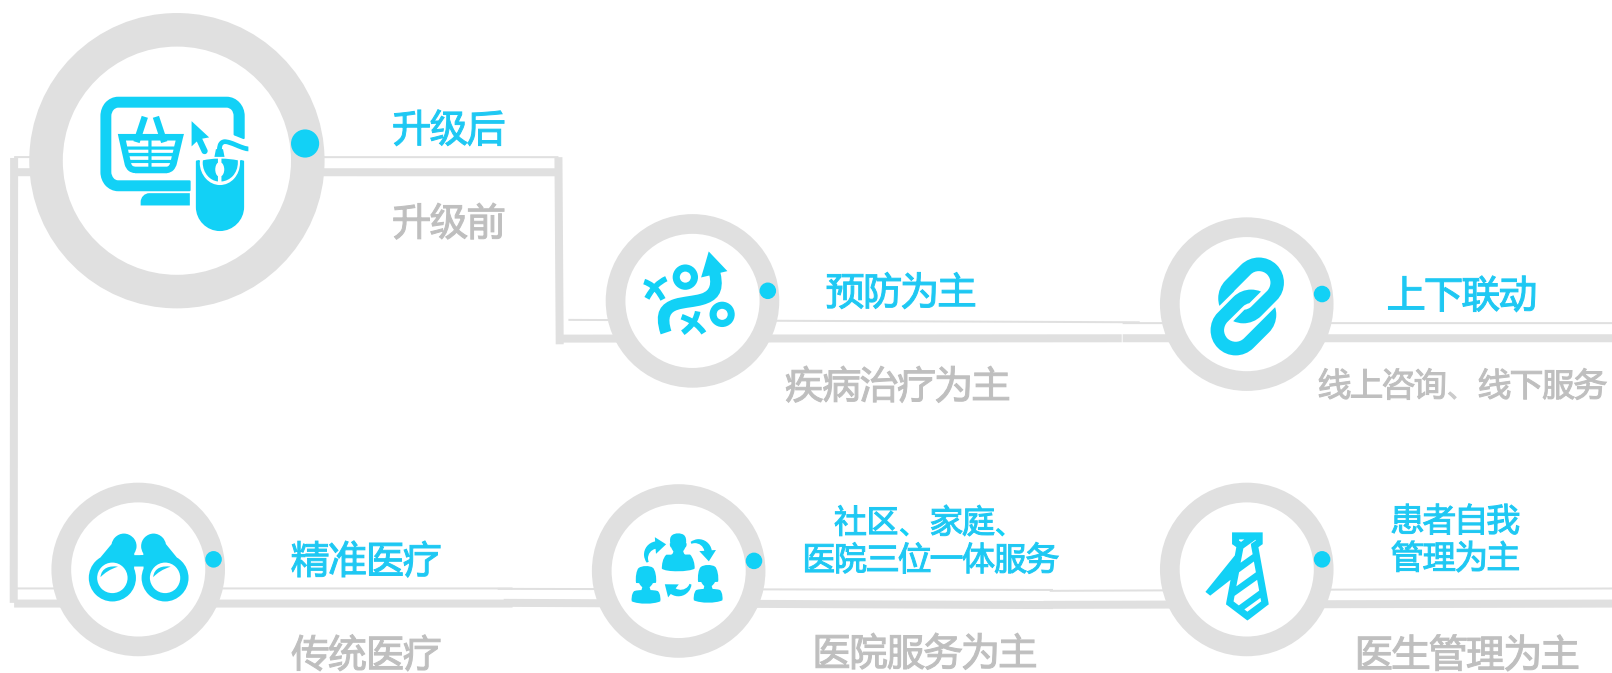 升级后
升级前
预防为主
疾病治疗为主
上下联动
线上咨询、线下服务
精准医疗
传统医疗
社区、家庭、
医院三位一体服务
医院服务为主
患者自我
管理为主
医生管理为主